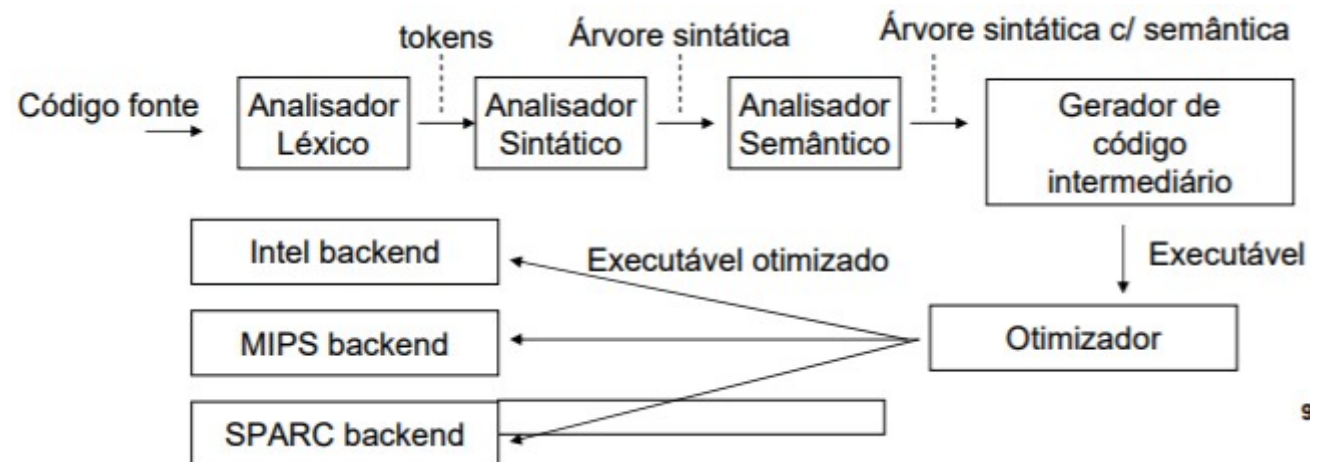 tokens
Árvore sintática
Árvore sintática c/ semântica
Código fonte
Analisador
Léxico
Analisador
Sintático
Analisador
Semântico
Gerador de
código
intermediário
Intel backend
Executável otimizado
Executável
MIPS backend
Otimizador
SPARC backend
9